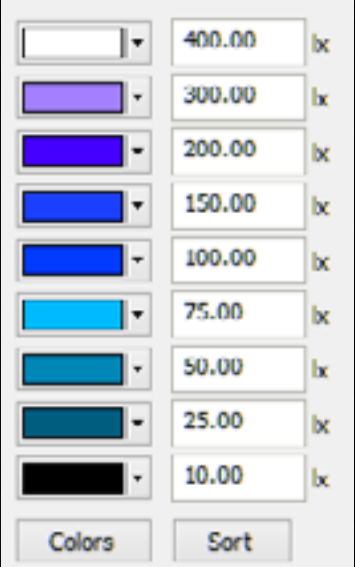 400.00 lx
300.00 lx
200.00 lx
150.00 lx
100.00 lx
75.00 lx
50.00 lx
25.00 lx
10.00 lx
Colors Sort